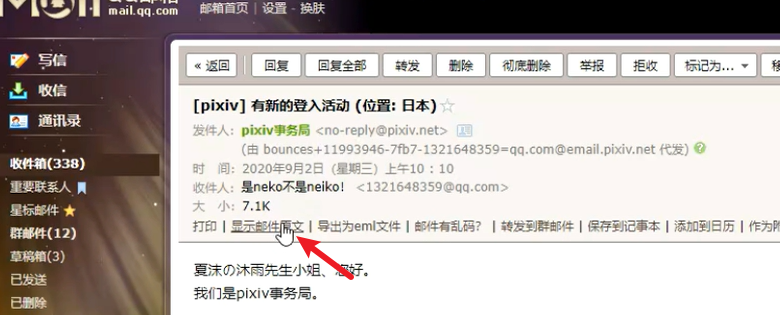 mail.qq.com
邮箱首页 | 设置 - 换肤
写信
收信
通讯录
收件箱(338)
重要联系人
星标邮件
群邮件(12)
草稿箱(3)
已发送
已删除
« 返回 回复 回复全部 转发 删除 彻底删除 举报 拒收 标记为...
[pixiv] 有新的登入活动 (位置: 日本)
发件人: pixiv事务局 <no-reply@pixiv.net>
(由 bounces+11993946-7fb7-1321648359=qq.com@email.pixiv.net 代发)
时 间: 2020年9月2日 (星期三) 上午10:10
收件人: 是neko不是neiko! <1321648359@qq.com>
大 小: 7.1K
打印 | 显示邮件原文 | 导出为eml文件 | 邮件有乱码? | 转发到群邮件 | 保存到记事本 | 添加到日历 | 作为附
夏沫の沐雨先生小姐、您好。
我们是pixiv事务局。